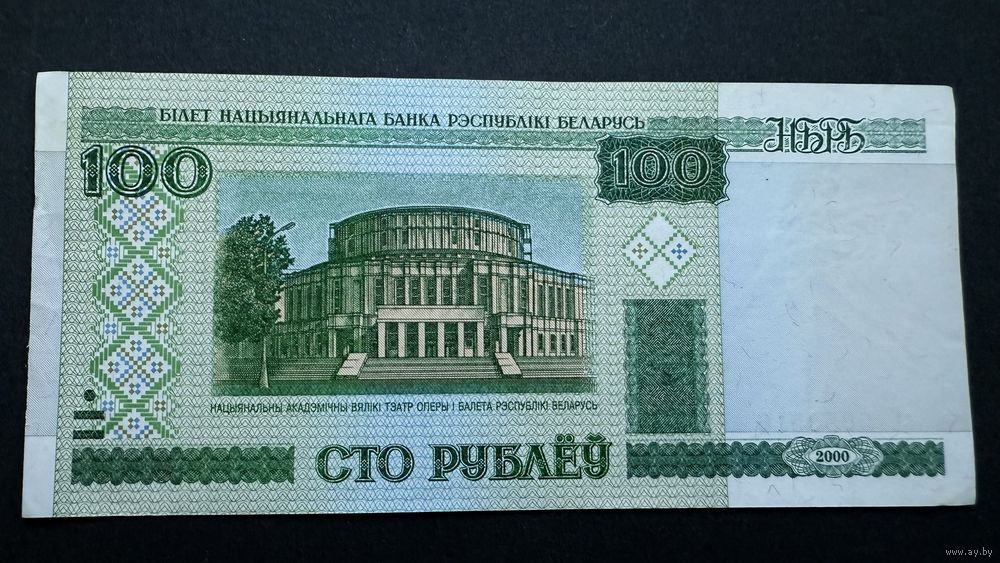 БІЛЕТ НАЦЫЯНАЛЬНАГА БАНКА РЭСПУБЛІКІ БЕЛАРУСЬ
НБРБ
100
100
НАЦЫЯНАЛЬНЫ АКАДЭМІЧНЫ ВЯЛІКІ ТЭАТР ОПЕРЫ І БАЛЕТА РЭСПУБЛІКІ БЕЛАРУСЬ
СТО РУБЛЁЎ
2000
www.ay.by